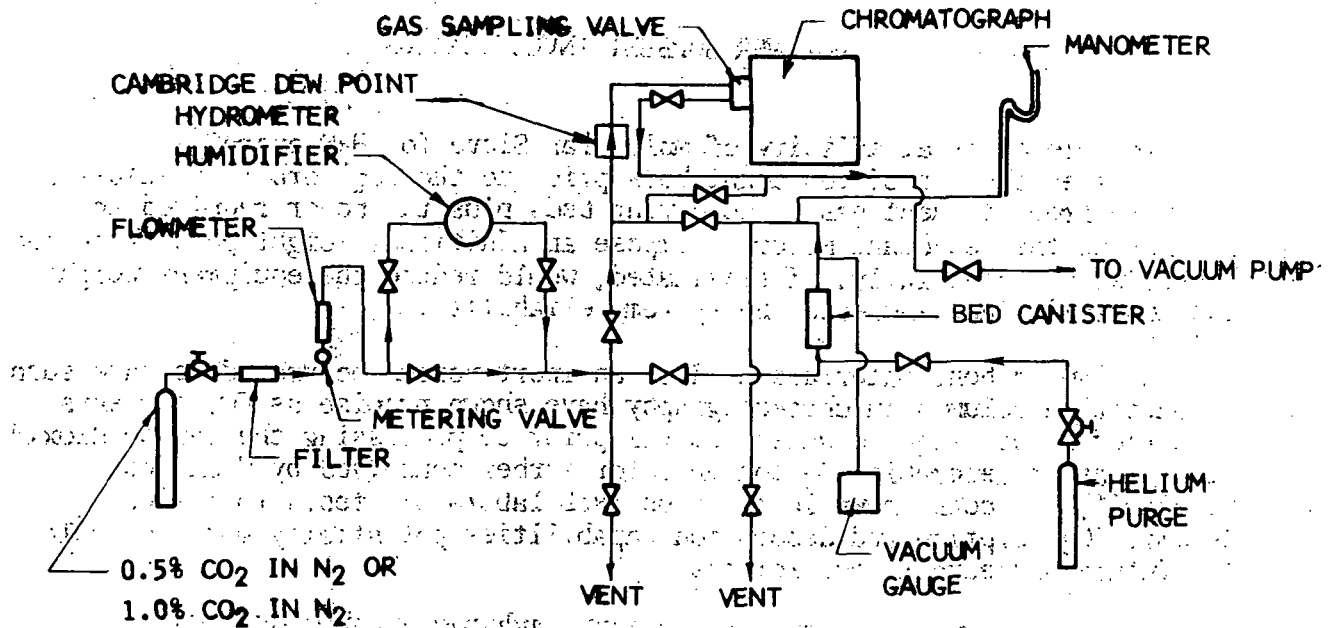 GAS SAMPLING VALVE
CHROMATOGRAPH
MANOMETER
CAMBRIDGE DEW POINT
HYDROMETER
HUMIDIFIER
FLOWMETER
TO VACUUM PUMP
BED CANISTER
METERING VALVE
FILTER
HELIUM
PURGE
VACUUM
GAUGE
0.5% CO2 IN N2 OR
1.0% CO2 IN N2
VENT
VENT